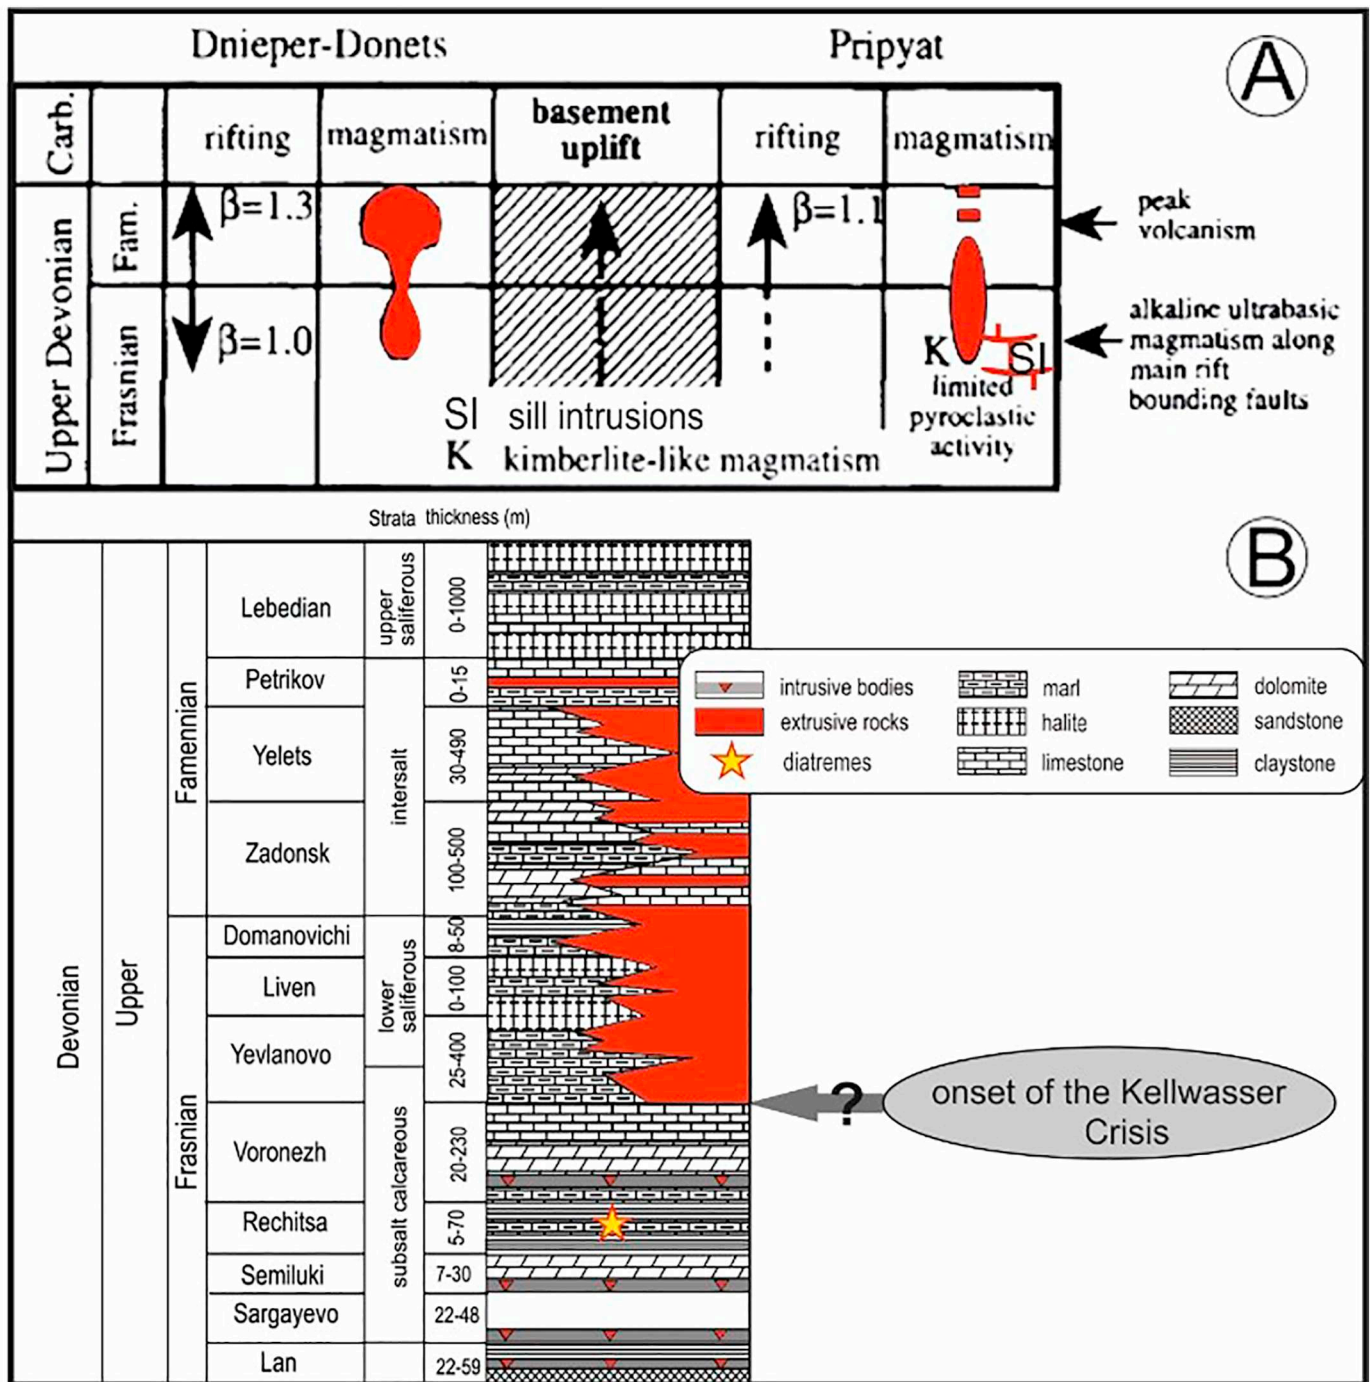 Dnieper-Donets
Pripyat
A
Carb.
rifting
magmatism
basement
uplift
rifting
magmatism
Upper Devonian
Fam.
Frasnian
β=1.3
β=1.0
β=1.1
peak
volcanism
alkaline ultrabasic
magmatism along
main rift
bounding faults
K
SI
limited
pyroclastic
activity
SI sill intrusions
K kimberlite-like magmatism
Strata thickness (m)
B
Devonian
Upper
Famennian
Frasnian
Lebedian
upper
saliferous
0-1000
Petrikov
0-15
Yelets
30-490
intersalt
Zadonsk
100-500
Domanovichi
8-50
Liven
0-100
lower
saliferous
Yevlanovo
25-400
Voronezh
20-230
subsalt calcareous
Rechitsa
5-70
Semiluki
7-30
Sargayevo
22-48
Lan
22-59
intrusive bodies
marl
dolomite
extrusive rocks
halite
sandstone
diatremes
limestone
claystone
?
onset of the Kellwasser
Crisis